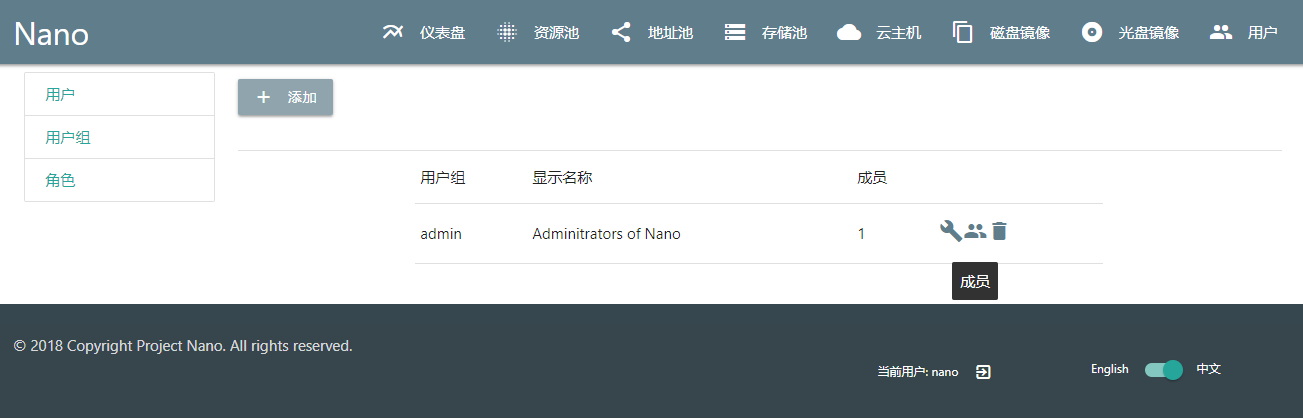 Nano
仪表盘 资源池 地址池 存储池 云主机 磁盘镜像 光盘镜像 用户
用户
用户组
角色
添加
用户组 显示名称 成员
admin Adminitrators of Nano 1
成员
© 2018 Copyright Project Nano. All rights reserved.
当前用户: nano English 中文